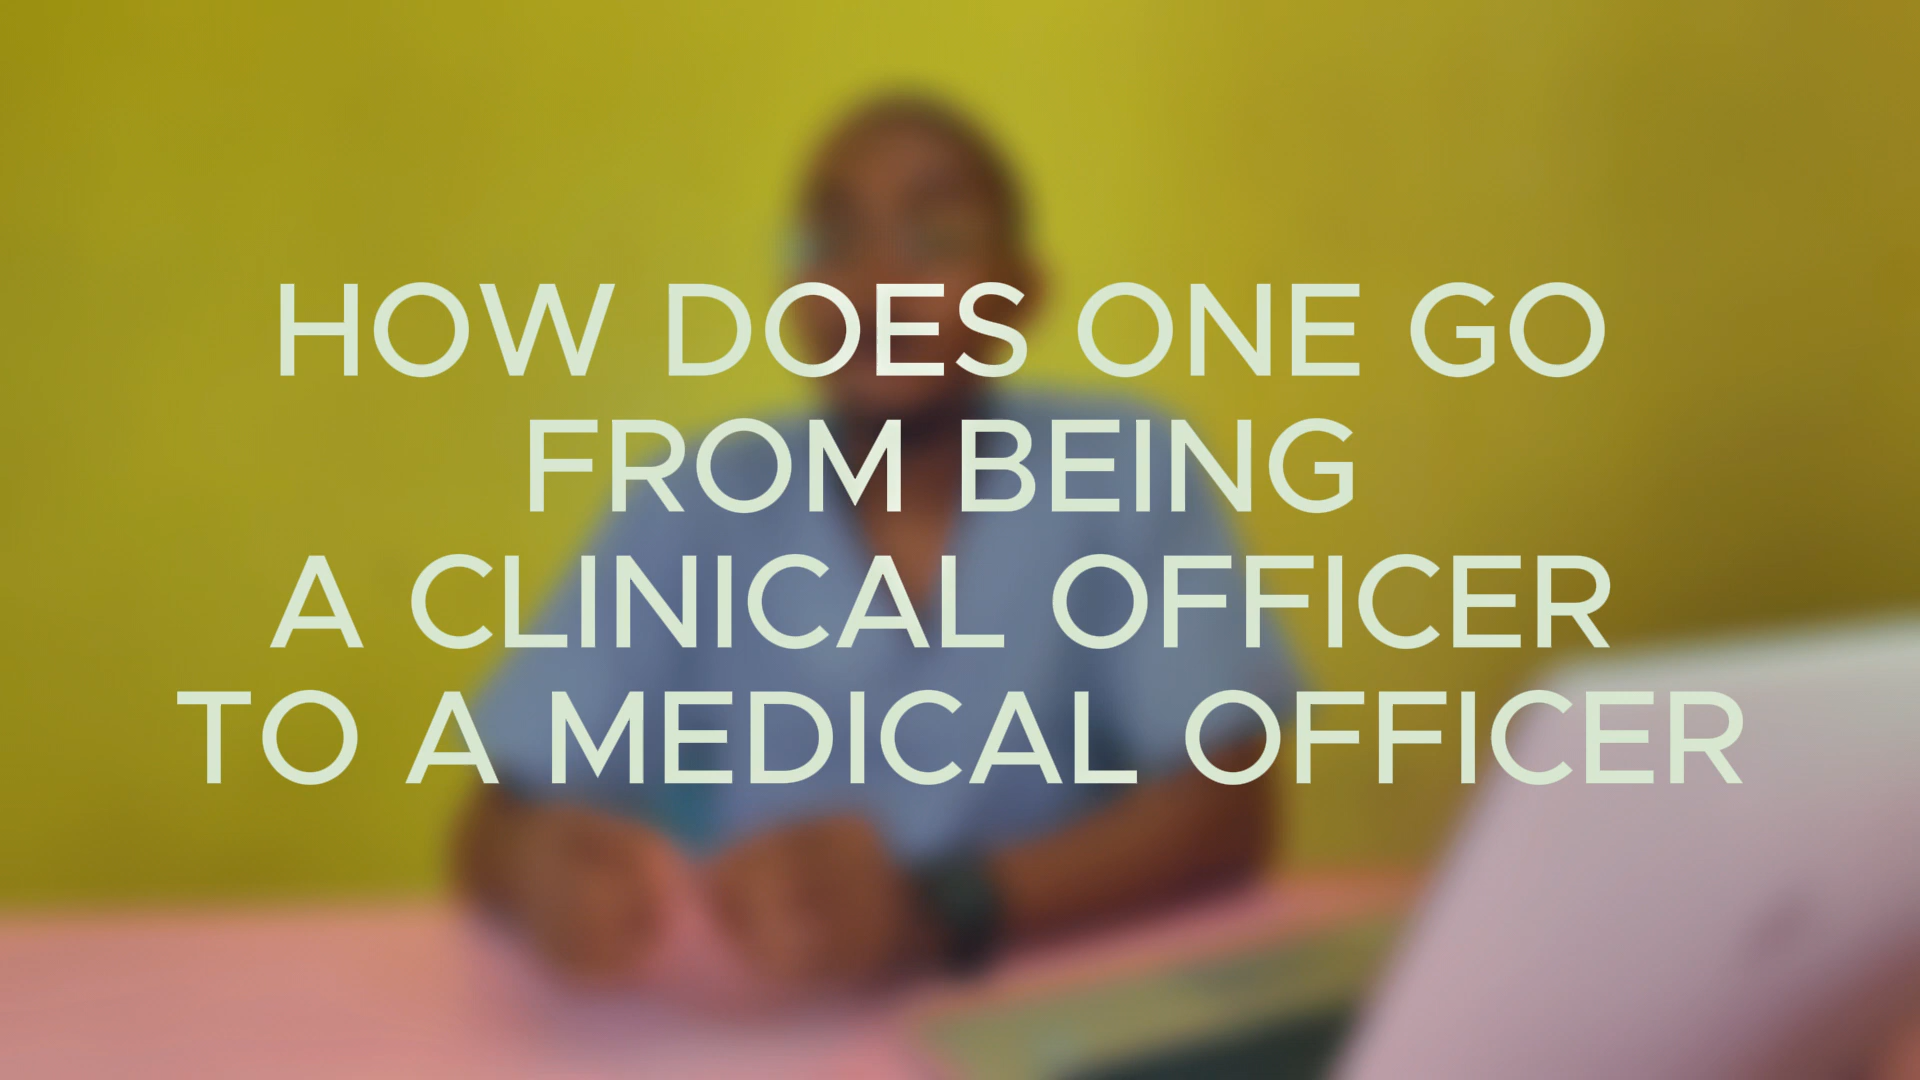 HOW DOES ONE GO
FROM BEING
A CLINICAL OFFICER
TO A MEDICAL OFFICER